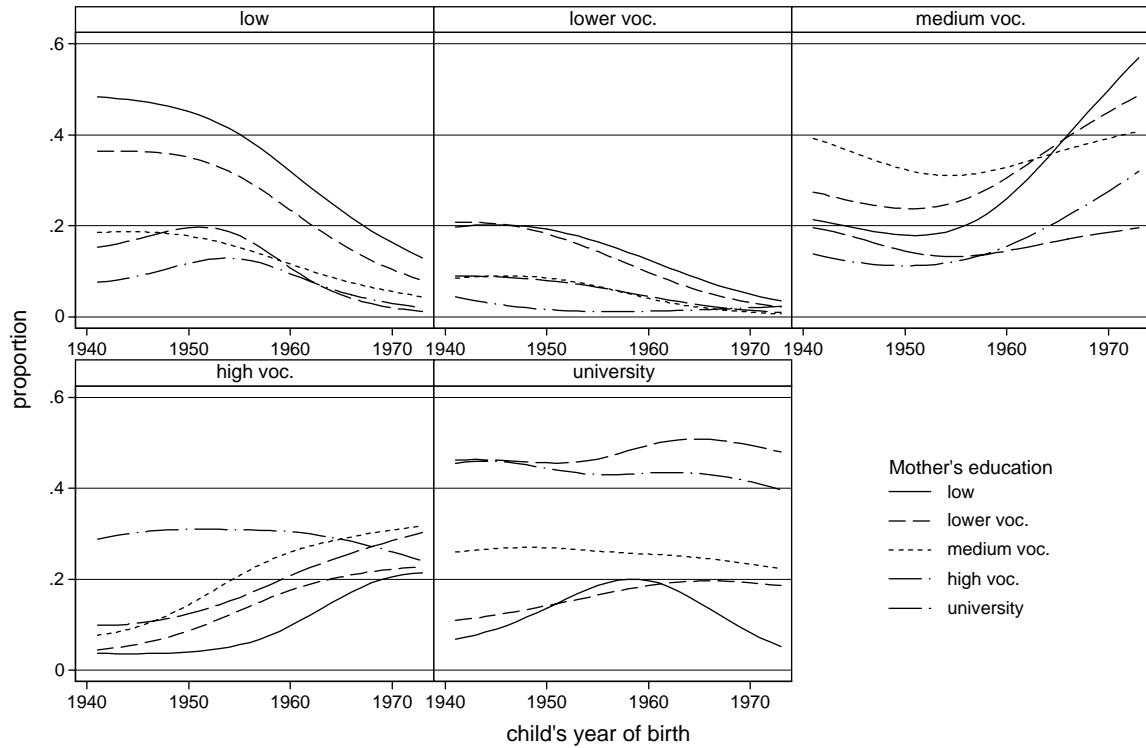 low lower voc. medium voc.
.6
.4
.2
0
1940 1950 1960 1970 1940 1950 1960 1970 1940 1950 1960 1970
high voc. university
.6
.4
.2
0
1940 1950 1960 1970 1940 1950 1960 1970
proportion
child's year of birth
Mother's education
low
lower voc.
medium voc.
high voc.
university